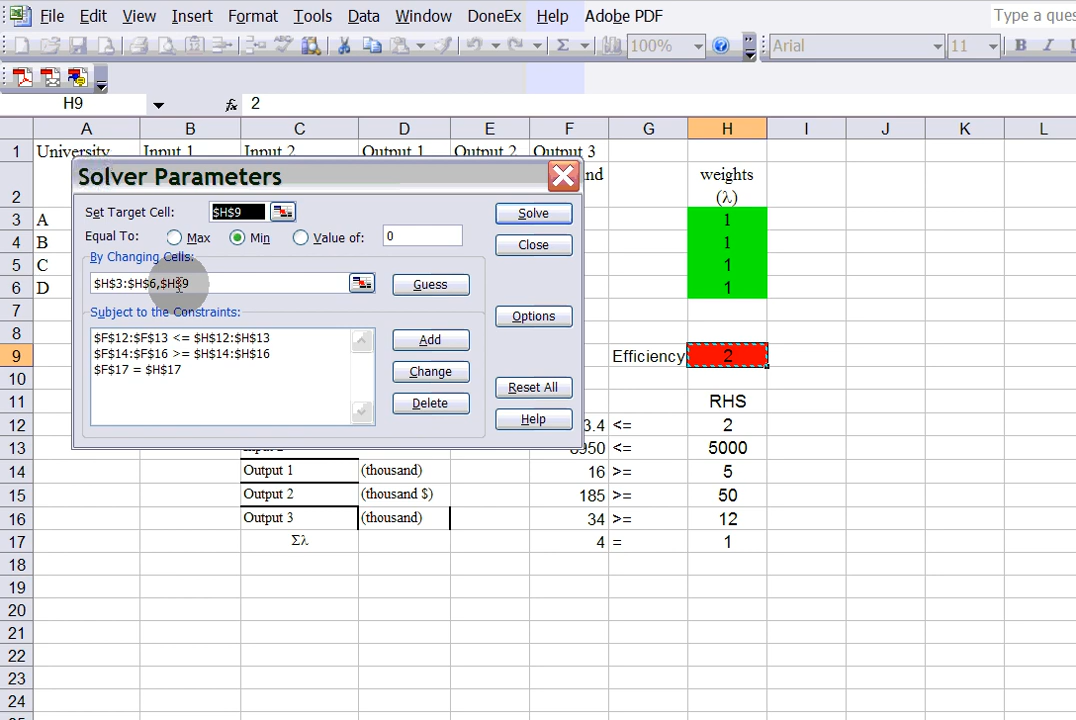 File Edit View Insert Format Tools Data Window DoneEx Help Adobe PDF Type a ques
100% Arial 11 B I U
H9 fx 2
A B C D E F G H I J K L
1 University Input 1 Input 2 Output 1 Output 2 Output 3
Solver Parameters
nd weights
2 (λ)
Set Target Cell: $H$9 Solve
3 A 1
Equal To: Max Min Value of: 0 Close
4 B 1
By Changing Cells:
5 C 1
$H$3:$H$6,$H$9 Guess
6 D 1
7 Subject to the Constraints: Options
8 $F$12:$F$13 <= $H$12:$H$13 Add
9 $F$14:$F$16 >= $H$14:$H$16 Efficiency 2
$F$17 = $H$17 Change
10 Reset All
11 Delete RHS
Help
12 3.4 <= 2
13 <= 5000
14 Output 1 (thousand) 16 >= 5
15 Output 2 (thousand $) 185 >= 50
16 Output 3 (thousand) 34 >= 12
17 Σλ 4 = 1
18
19
20
21
22
23
24